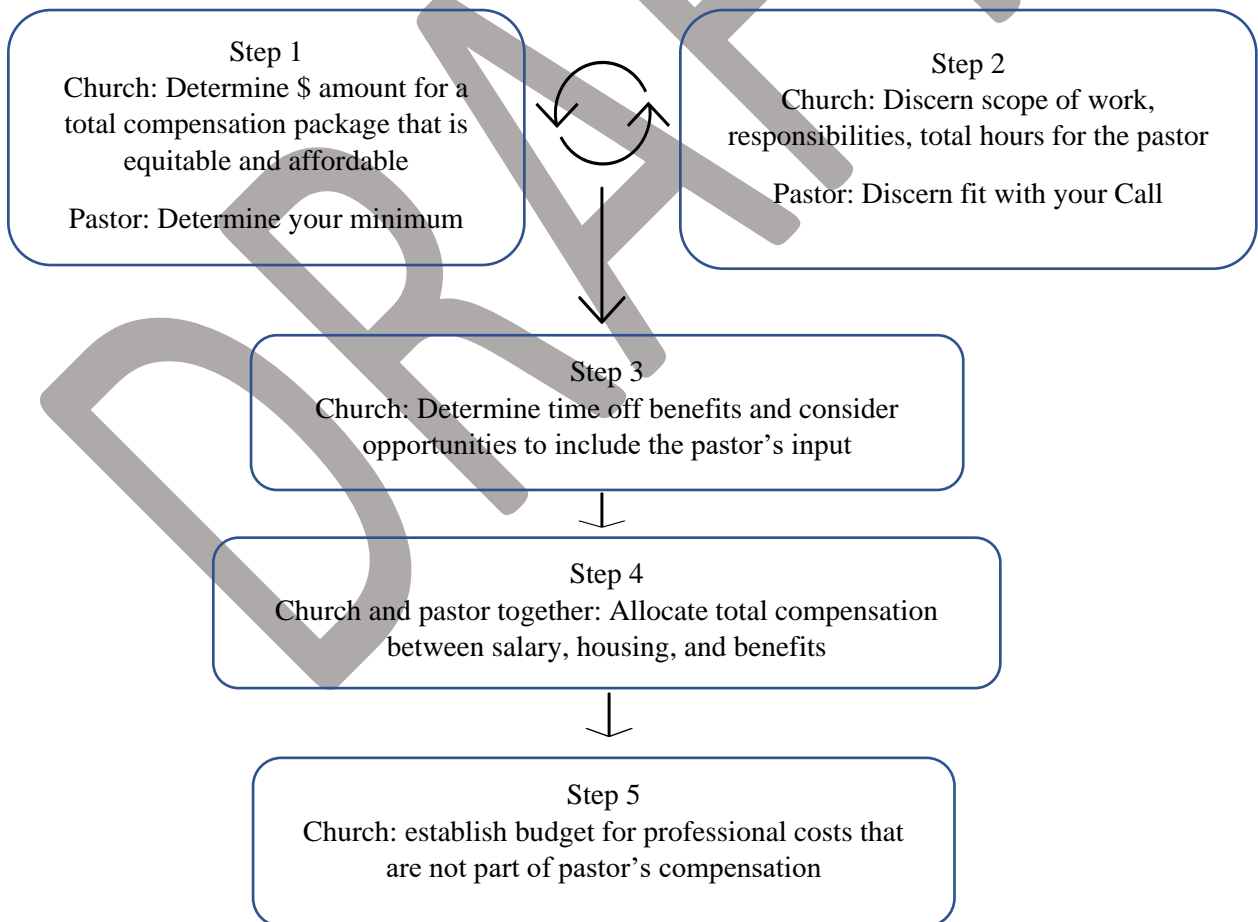 Step 1
Church: Determine $ amount for a
total compensation package that is
equitable and affordable
Pastor: Determine your minimum
Step 2
Church: Discern scope of work,
responsibilities, total hours for the pastor
Pastor: Discern fit with your Call
Step 3
Church: Determine time off benefits and consider
opportunities to include the pastor’s input
Step 4
Church and pastor together: Allocate total compensation
between salary, housing, and benefits
Step 5
Church: establish budget for professional costs that
are not part of pastor’s compensation
DRA